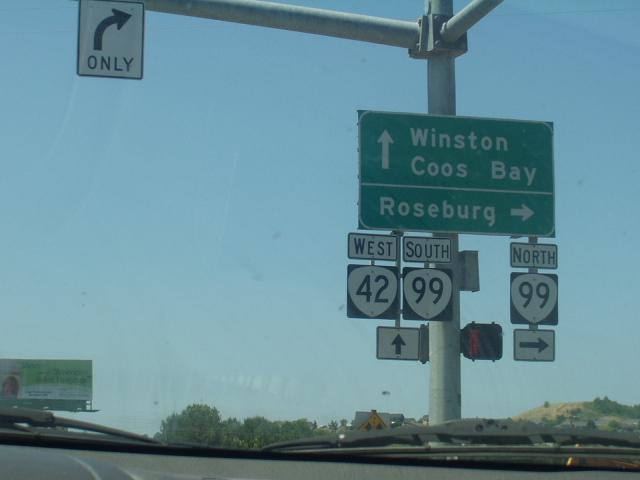 ONLY
Winston
Coos Bay
Roseburg
WEST
SOUTH
NORTH
42
99
99